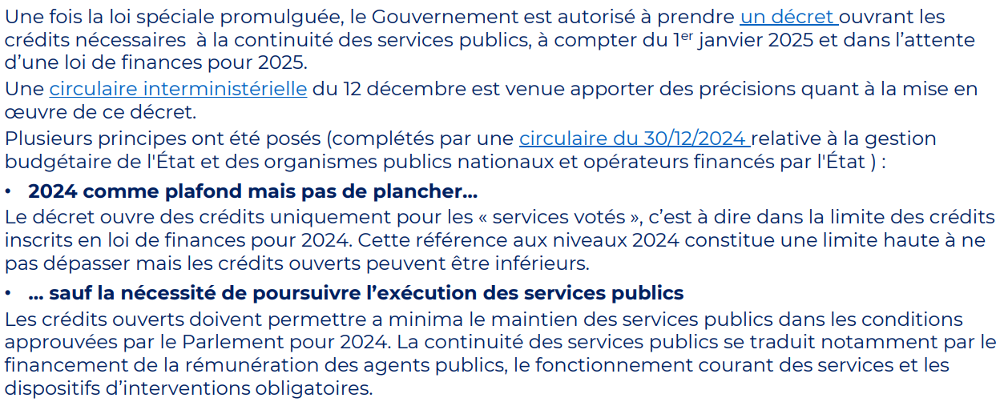 Une fois la loi spéciale promulguée, le Gouvernement est autorisé à prendre un décret ouvrant les
crédits nécessaires  à la continuité des services publics, à compter du 1er janvier 2025 et dans l’attente
d’une loi de finances pour 2025.
Une circulaire interministérielle du 12 décembre est venue apporter des précisions quant à la mise en
œuvre de ce décret.
Plusieurs principes ont été posés (complétés par une circulaire du 30/12/2024 relative à la gestion
budgétaire de l'État et des organismes publics nationaux et opérateurs financés par l'État ) :
• 2024 comme plafond mais pas de plancher…
Le décret ouvre des crédits uniquement pour les « services votés », c’est à dire dans la limite des crédits
inscrits en loi de finances pour 2024. Cette référence aux niveaux 2024 constitue une limite haute à ne
pas dépasser mais les crédits ouverts peuvent être inférieurs.
• … sauf la nécessité de poursuivre l’exécution des services publics
Les crédits ouverts doivent permettre a minima le maintien des services publics dans les conditions
approuvées par le Parlement pour 2024. La continuité des services publics se traduit notamment par le
financement de la rémunération des agents publics, le fonctionnement courant des services et les
dispositifs d’interventions obligatoires.